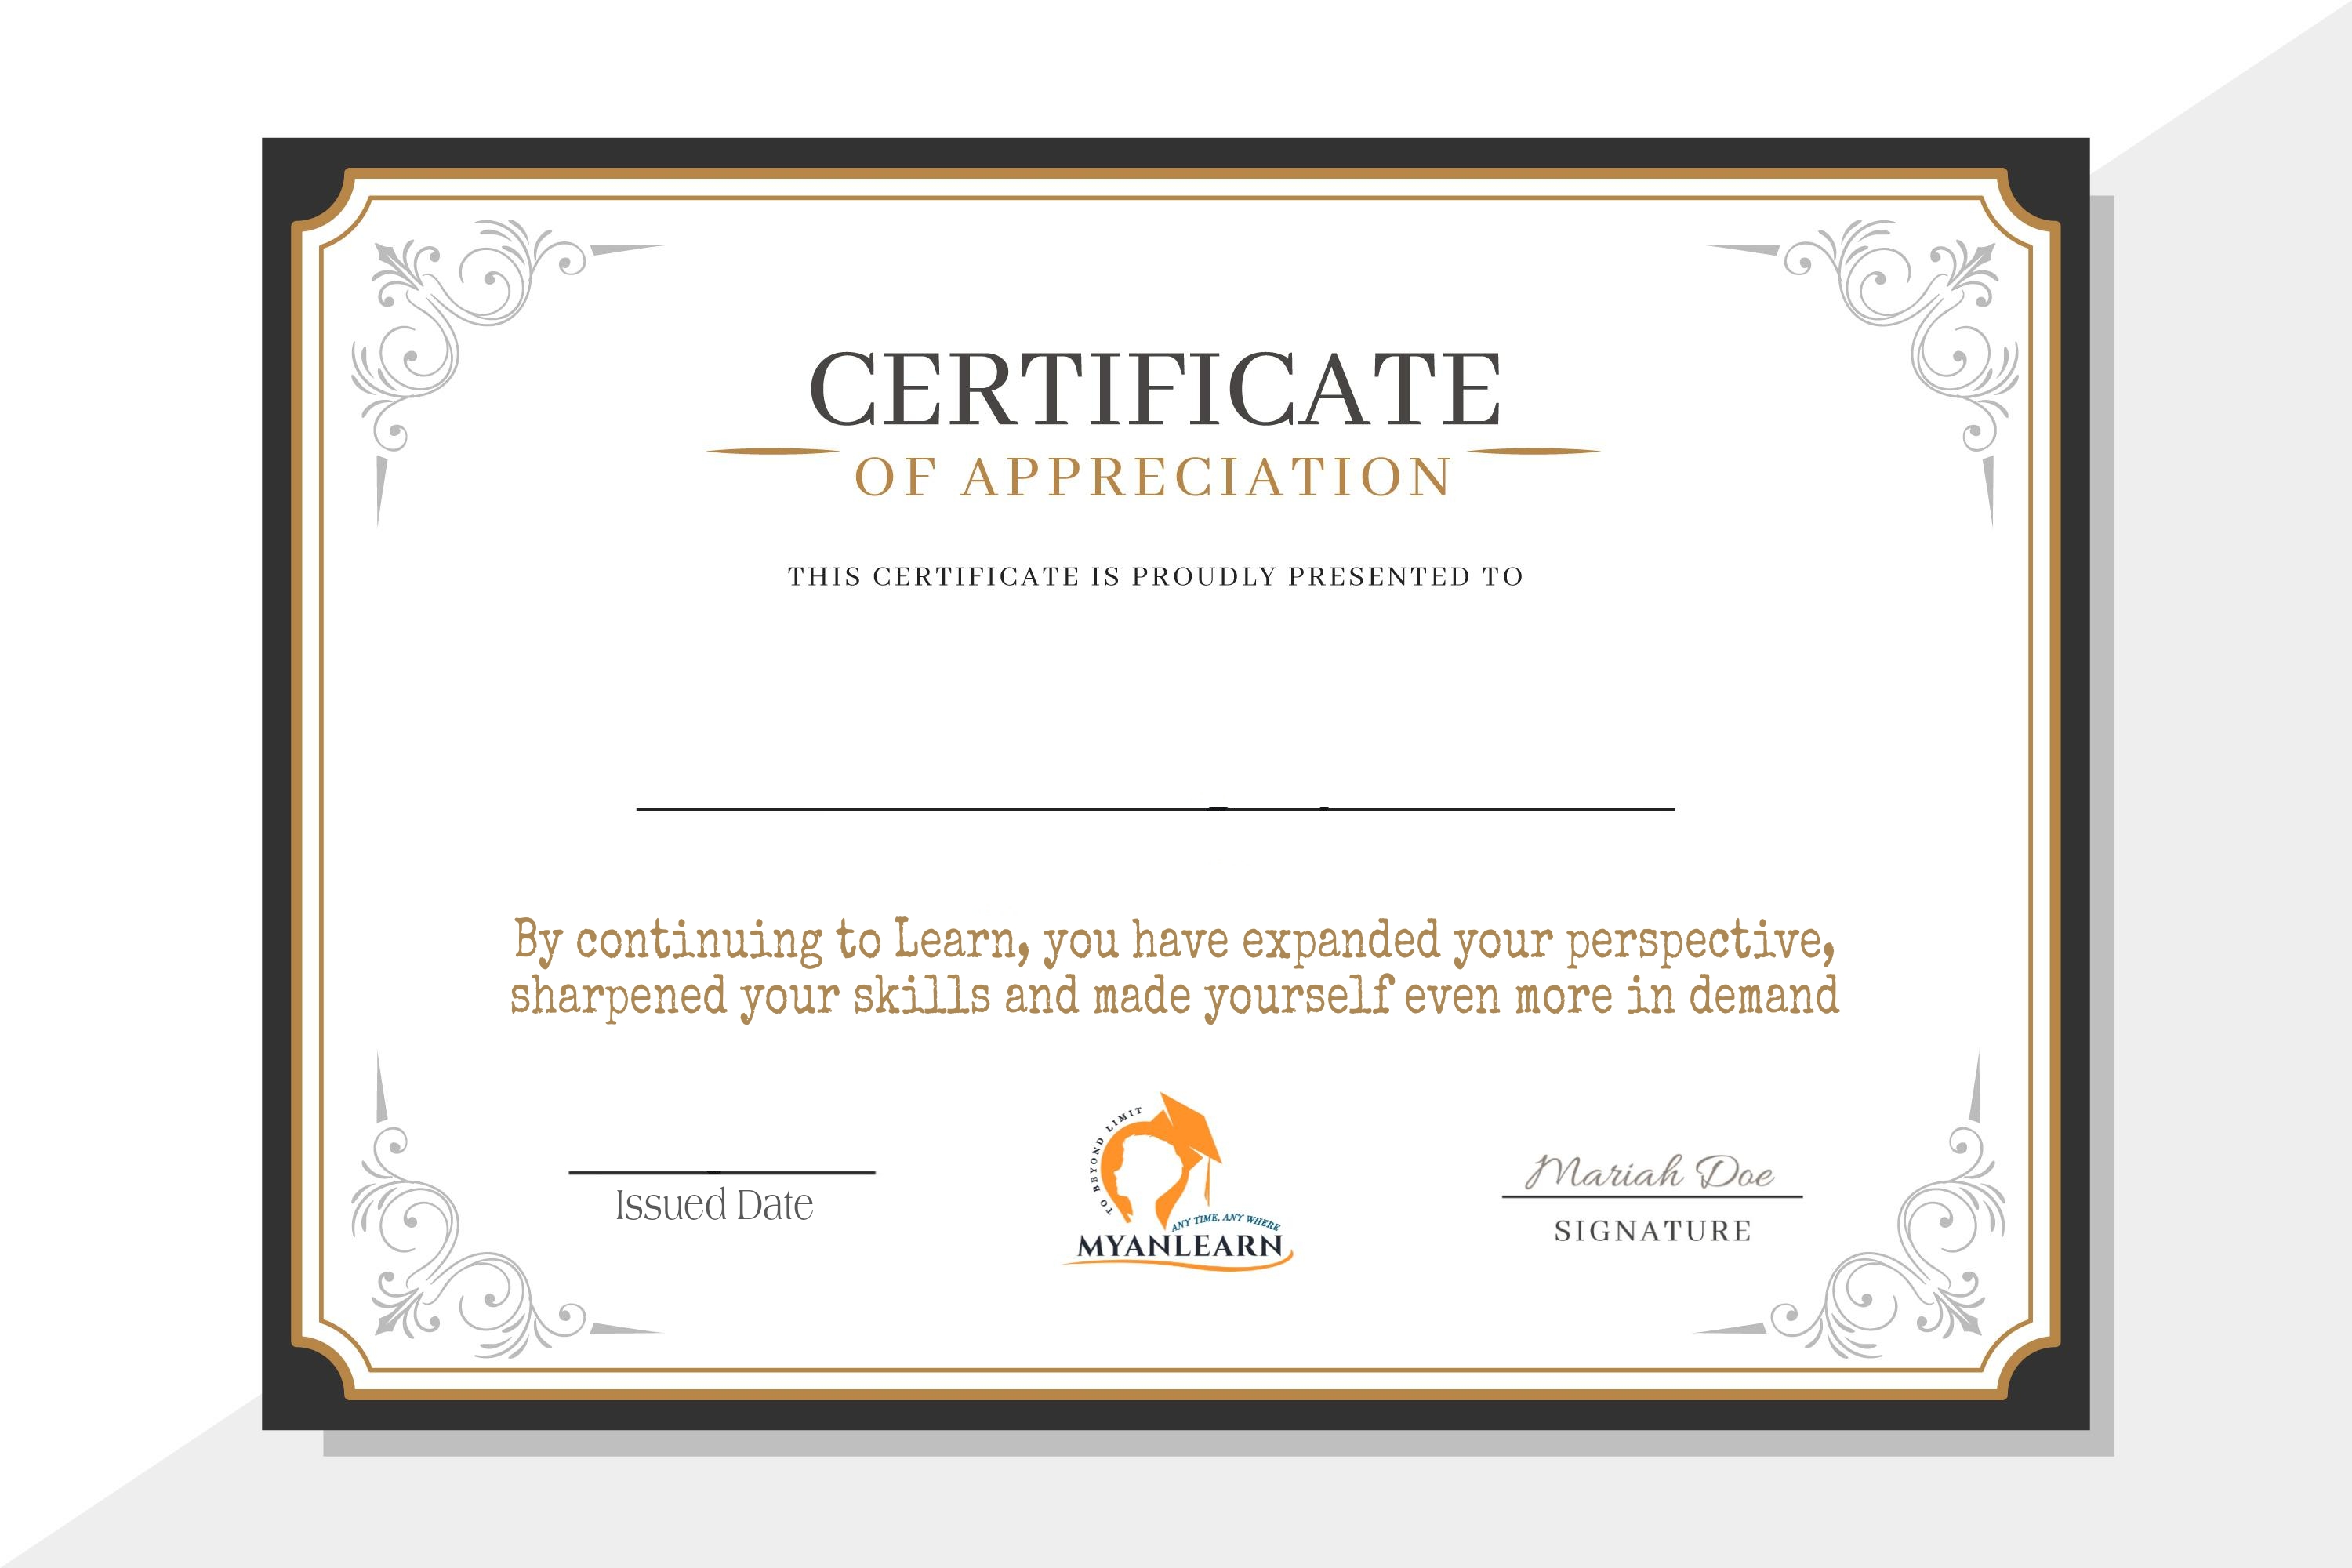 CERTIFICATE
OF APPRECIATION
THIS CERTIFICATE IS PROUDLY PRESENTED TO
By continuing to Learn, you have expanded your perspective,
sharpened your skills and made yourself even more in demand
Issued Date
TO BEYOND LIMIT
ANY TIME, ANY WHERE
MYANLEARN
Mariah Doe
SIGNATURE